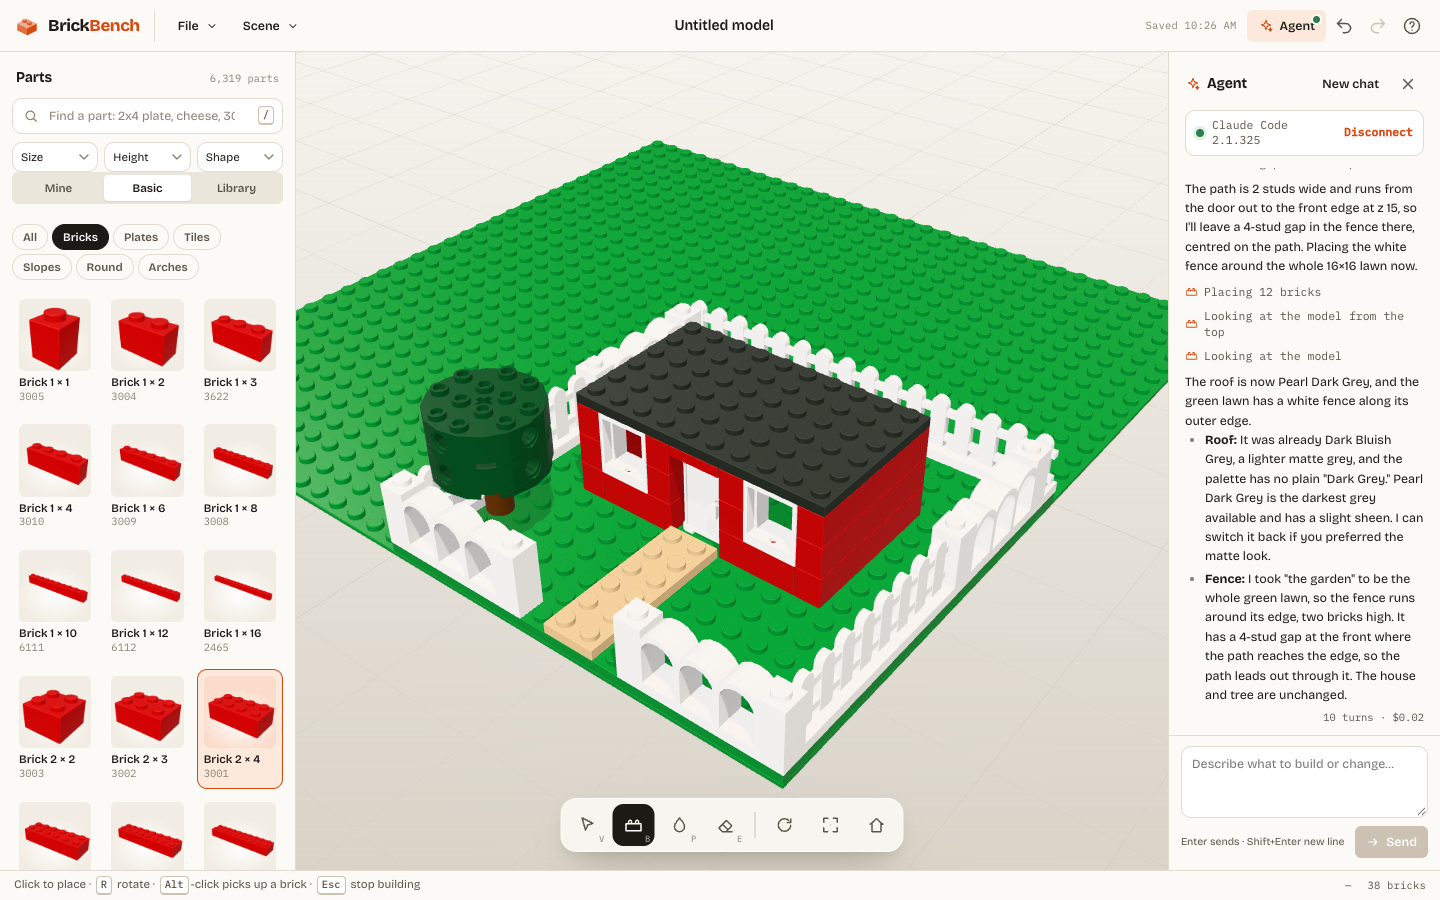 BrickBench
File
Scene
Untitled model
Saved 10:26 AM
Agent
Parts
6,319 parts
Find a part: 2x4 plate, cheese, 30
/
Size
Height
Shape
Mine
Basic
Library
All
Bricks
Plates
Tiles
Slopes
Round
Arches
Brick 1 × 1
3005
Brick 1 × 2
3004
Brick 1 × 3
3622
Brick 1 × 4
3010
Brick 1 × 6
3009
Brick 1 × 8
3008
Brick 1 × 10
6111
Brick 1 × 12
6112
Brick 1 × 16
2465
Brick 2 × 2
3003
Brick 2 × 3
3002
Brick 2 × 4
3001
V
B
P
E
Agent
New chat
Claude Code
2.1.325
Disconnect
The path is 2 studs wide and runs from
the door out to the front edge at z 15, so
I'll leave a 4-stud gap in the fence there,
centred on the path. Placing the white
fence around the whole 16×16 lawn now.
Placing 12 bricks
Looking at the model from the
top
Looking at the model
The roof is now Pearl Dark Grey, and the
green lawn has a white fence along its
outer edge.
• Roof: It was already Dark Bluish
Grey, a lighter matte grey, and the
palette has no plain "Dark Grey." Pearl
Dark Grey is the darkest grey
available and has a slight sheen. I can
switch it back if you preferred the
matte look.
• Fence: I took "the garden" to be the
whole green lawn, so the fence runs
around its edge, two bricks high. It
has a 4-stud gap at the front where
the path reaches the edge, so the
path leads out through it. The house
and tree are unchanged.
10 turns · $0.02
Describe what to build or change...
Enter sends · Shift+Enter new line
Send
Click to place · R rotate · Alt -click picks up a brick · Esc stop building
– 38 bricks